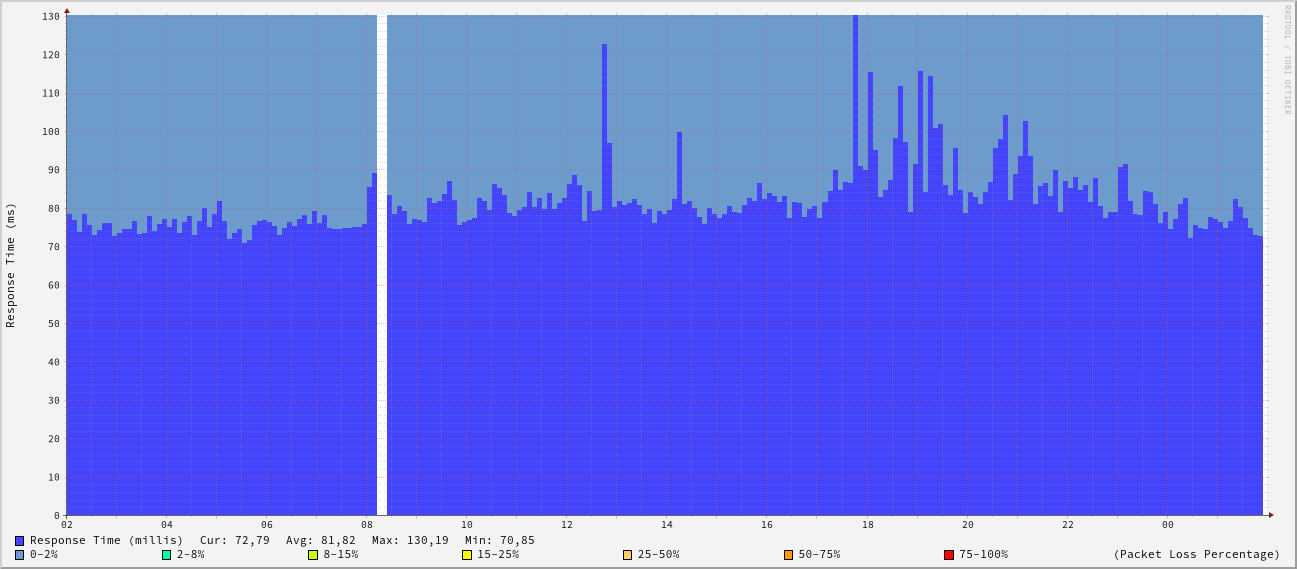 RRDTOOL / TOBI OETIKER
Response Time (ms)
130
120
110
100
90
80
70
60
50
40
30
20
10
0
02 04 06 08 10 12 14 16 18 20 22 00
Response Time (millis) Cur: 72,79 Avg: 81,82 Max: 130,19 Min: 70,85
0-2% 2-8% 8-15% 15-25% 25-50% 50-75% 75-100% (Packet Loss Percentage)